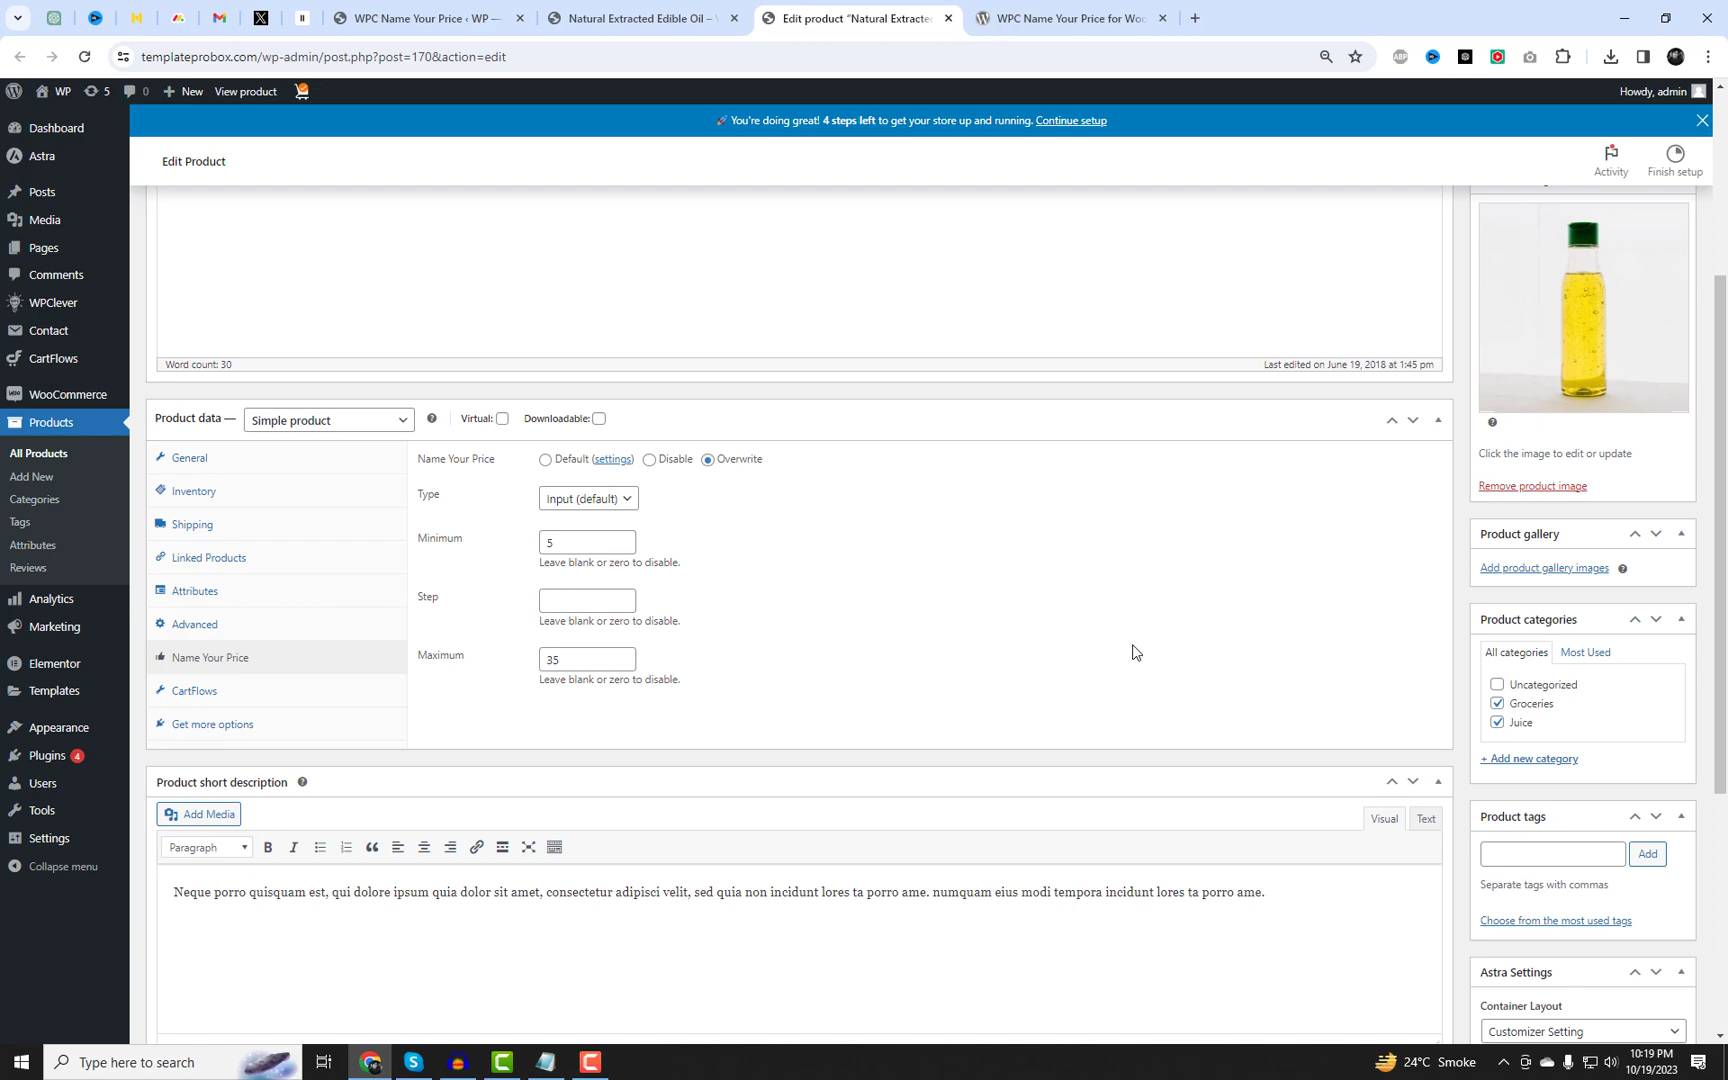 WPC Name Your Price ‹ WP —
Natural Extracted Edible Oil – W
Edit product "Natural Extracted
WPC Name Your Price for Woo
templateprobox.com/wp-admin/post.php?post=170&action=edit
WP
5
0
New
View product
Howdy, admin
You're doing great! 4 steps left to get your store up and running. Continue setup
Edit Product
Activity
Finish setup
Dashboard
Astra
Posts
Media
Pages
Comments
WPClever
Contact
CartFlows
WooCommerce
Products
All Products
Add New
Categories
Tags
Attributes
Reviews
Analytics
Marketing
Elementor
Templates
Appearance
Plugins 4
Users
Tools
Settings
Collapse menu
Word count: 30
Last edited on June 19, 2018 at 1:45 pm
Product data —
Simple product
Virtual:
Downloadable:
General
Inventory
Shipping
Linked Products
Attributes
Advanced
Name Your Price
CartFlows
Get more options
Name Your Price
Default (settings)
Disable
Overwrite
Type
Input (default)
Minimum
5
Leave blank or zero to disable.
Step
Leave blank or zero to disable.
Maximum
35
Leave blank or zero to disable.
Product short description
Add Media
Visual
Text
Paragraph
Neque porro quisquam est, qui dolore ipsum quia dolor sit amet, consectetur adipisci velit, sed quia non incidunt lores ta porro ame. numquam eius modi tempora incidunt lores ta porro ame.
Click the image to edit or update
Remove product image
Product gallery
Add product gallery images
Product categories
All categories
Most Used
Uncategorized
Groceries
Juice
+ Add new category
Product tags
Add
Separate tags with commas
Choose from the most used tags
Astra Settings
Container Layout
Customizer Setting
Type here to search
24°C Smoke
10:19 PM
10/19/2023